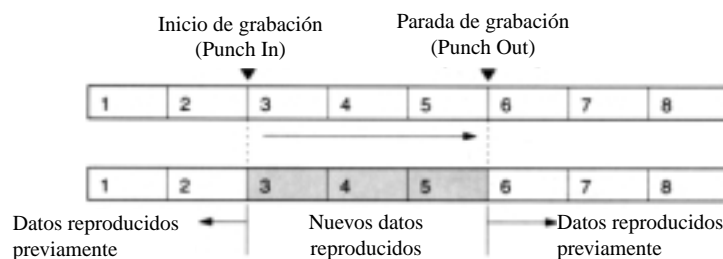 Inicio de grabación
(Punch In)
Parada de grabación
(Punch Out)
1 2 3 4 5 6 7 8
1 2 3 4 5 6 7 8
Datos reproducidos
previamente
Nuevos datos
reproducidos
Datos reproducidos
previamente